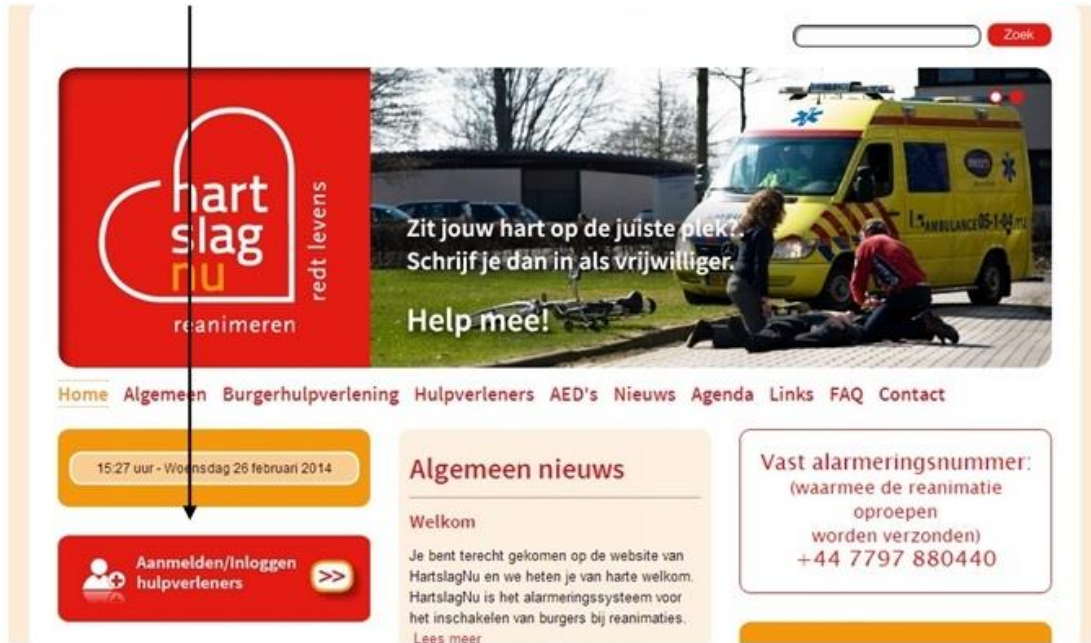 Zoek
hart
slag
nu
redt levens
reanimeren
Zit jouw hart op de juiste plek?.
Schrijf je dan in als vrijwilliger.
Help mee!
AMBULANCE 05-1-04
Home Algemeen Burgerhulpverlening Hulpverleners AED's Nieuws Agenda Links FAQ Contact
15:27 uur - Woensdag 26 februari 2014
Aanmelden/Inloggen
hulpverleners
>>
Algemeen nieuws
Welkom
Je bent terecht gekomen op de website van
HartslagNu en we heten je van harte welkom.
HartslagNu is het alarmeringssysteem voor
het inschakelen van burgers bij reanimaties.
Lees meer
Vast alarmeringsnummer:
(waarmee de reanimatie
oproepen
worden verzonden)
+44 7797 880440